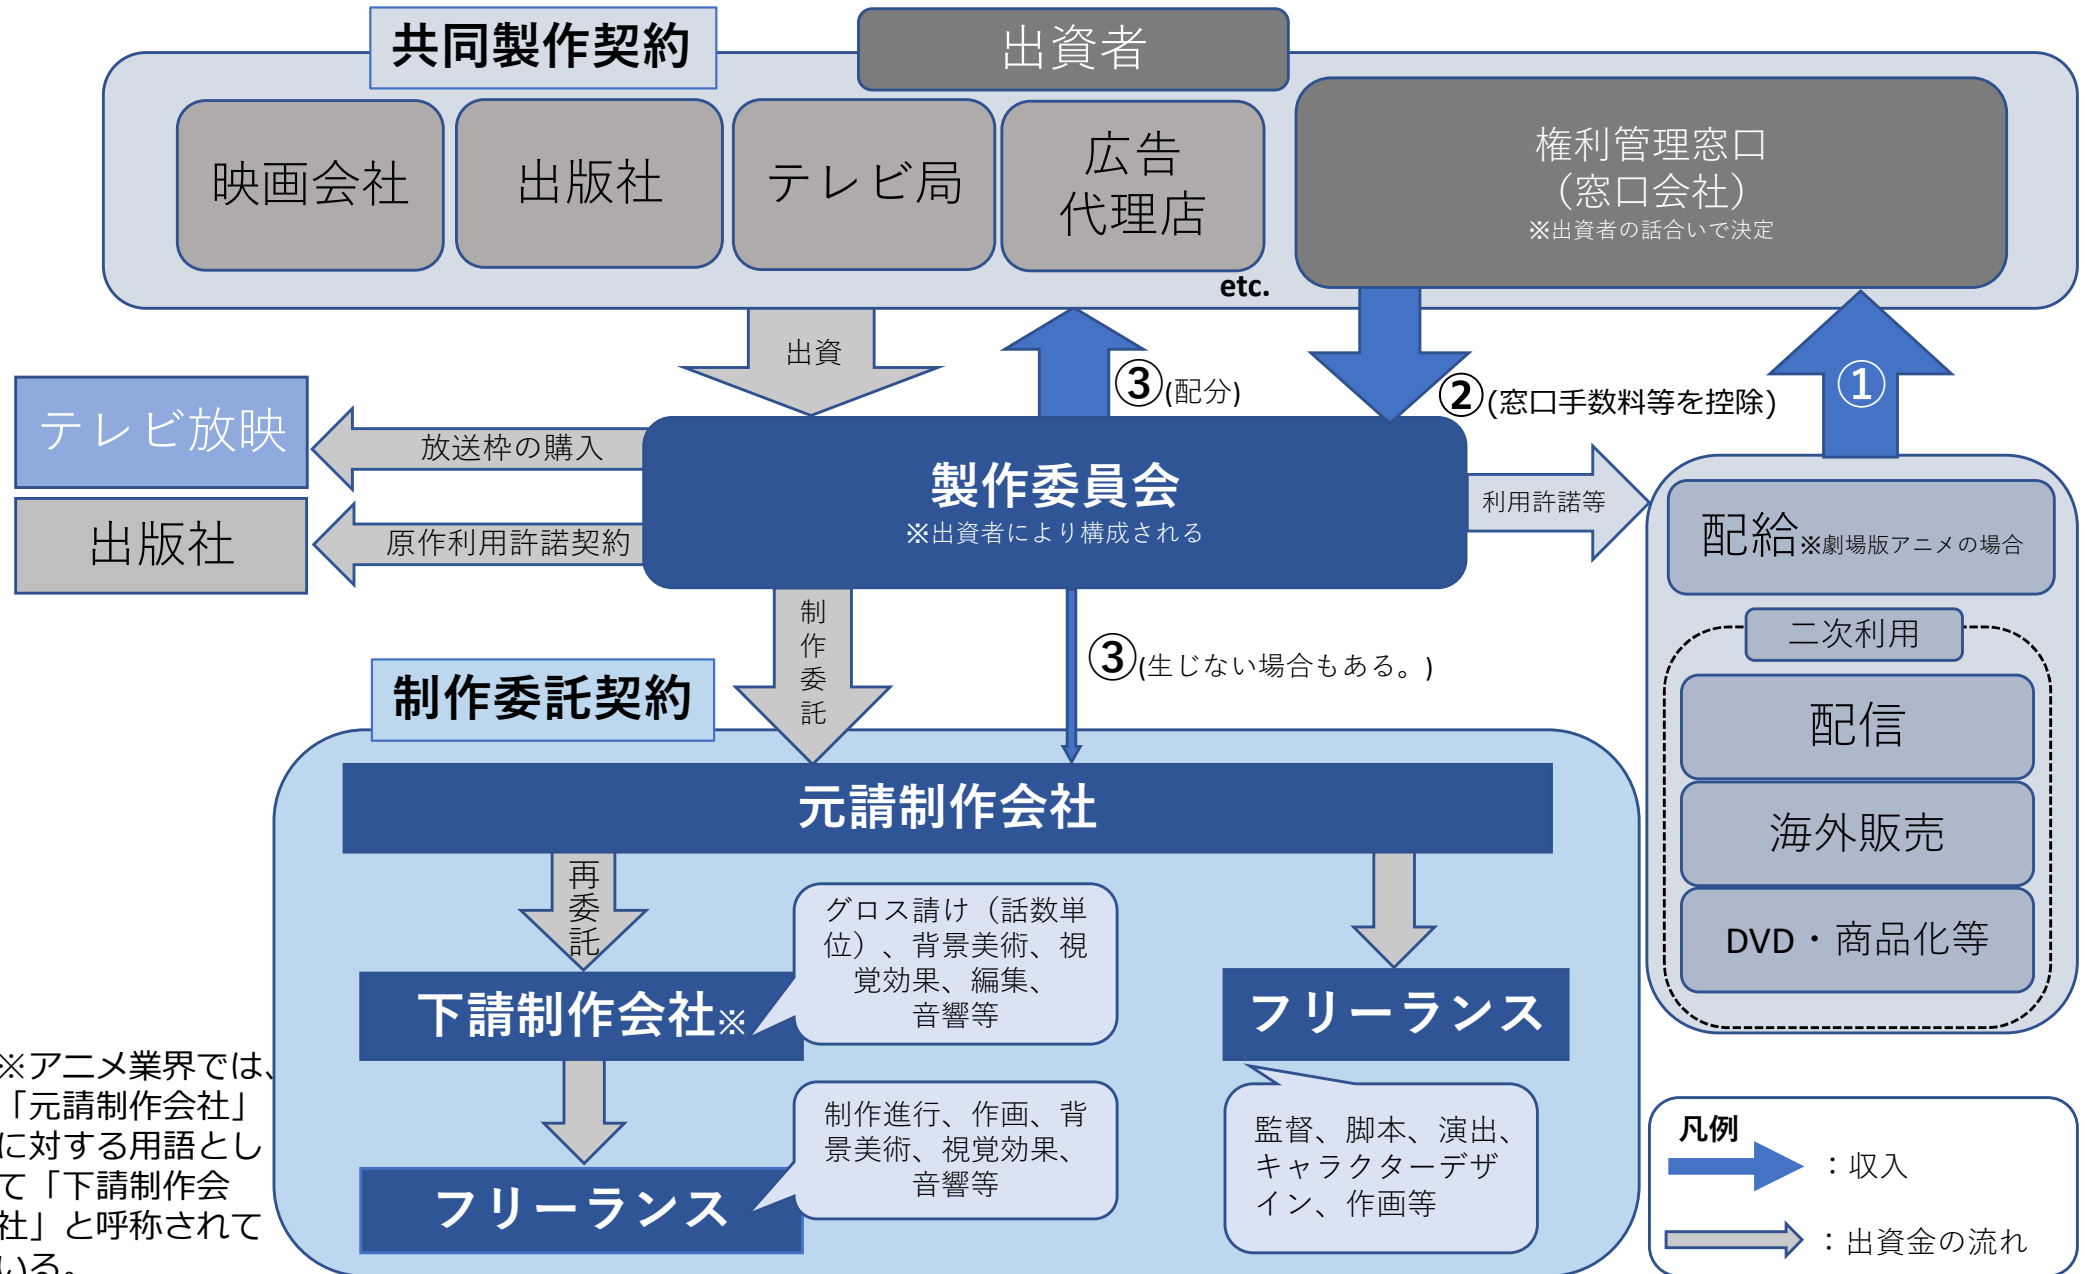 共同製作契約
出資者
映画会社
出版社
テレビ局
広告
代理店
etc.
権利管理窓口
（窓口会社）
※出資者の話合いで決定
出資
③(配分)
②(窓口手数料等を控除)
①
テレビ放映
放送枠の購入
出版社
原作利用許諾契約
製作委員会
※出資者により構成される
利用許諾等
配給※劇場版アニメの場合
二次利用
配信
海外販売
DVD・商品化等
制
作
委
託
③(生じない場合もある。)
制作委託契約
元請制作会社
再
委
託
グロス請け（話数単
位）、背景美術、視
覚効果、編集、
音響等
下請制作会社※
フリーランス
制作進行、作画、背
景美術、視覚効果、
音響等
フリーランス
監督、脚本、演出、
キャラクターデザ
イン、作画等
※アニメ業界では、
「元請制作会社」
に対する用語とし
て「下請制作会
社」と呼称されて
いる。
凡例
：収入
：出資金の流れ